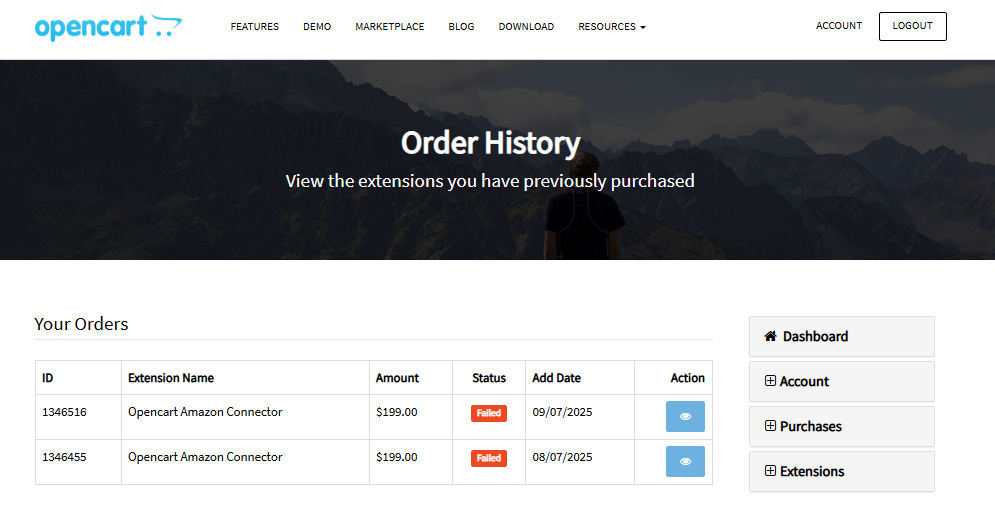 opencart FEATURES DEMO MARKETPLACE BLOG DOWNLOAD RESOURCES ACCOUNT LOGOUT
Order History
View the extensions you have previously purchased
Your Orders
ID Extension Name Amount Status Add Date Action
1346516 Opencart Amazon Connector $199.00 Failed 09/07/2025
1346455 Opencart Amazon Connector $199.00 Failed 08/07/2025
Dashboard
Account
Purchases
Extensions